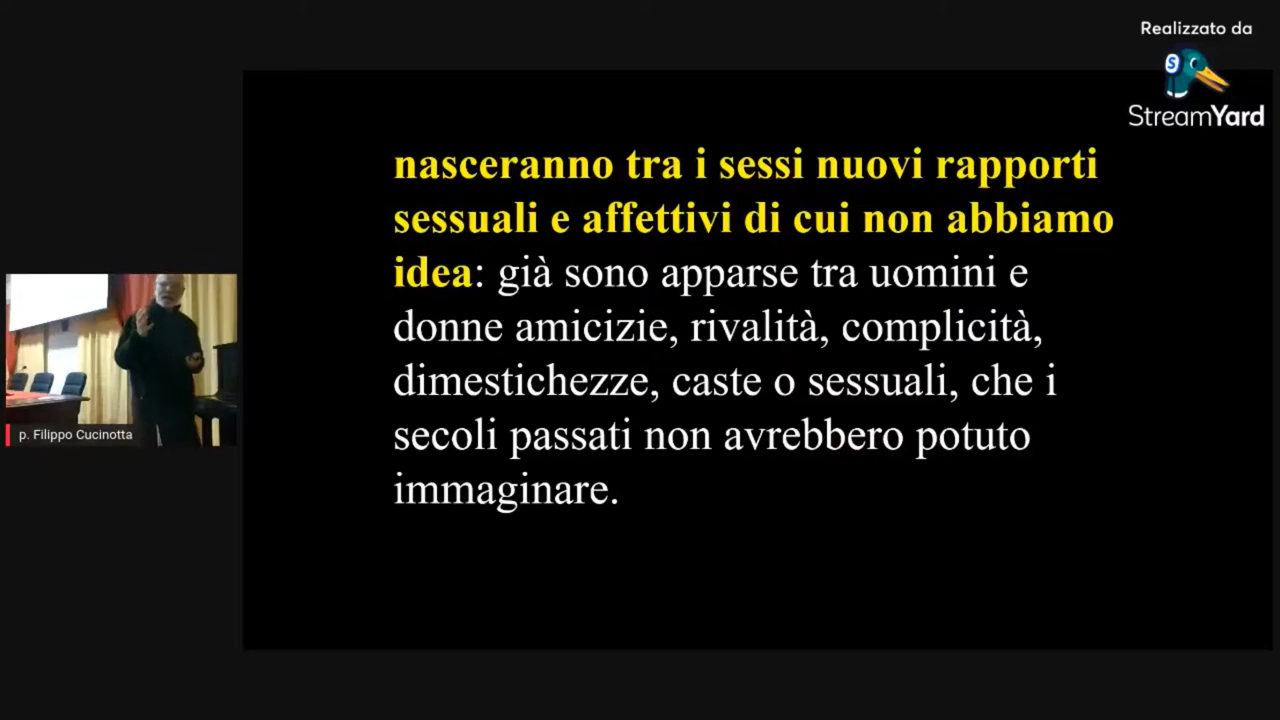 Realizzato da
StreamYard
nasceranno tra i sessi nuovi rapporti
sessuali e affettivi di cui non abbiamo
idea: già sono apparse tra uomini e
donne amicizie, rivalità, complicità,
dimestichezze, caste o sessuali, che i
secoli passati non avrebbero potuto
immaginare.
p. Filippo Cucinotta